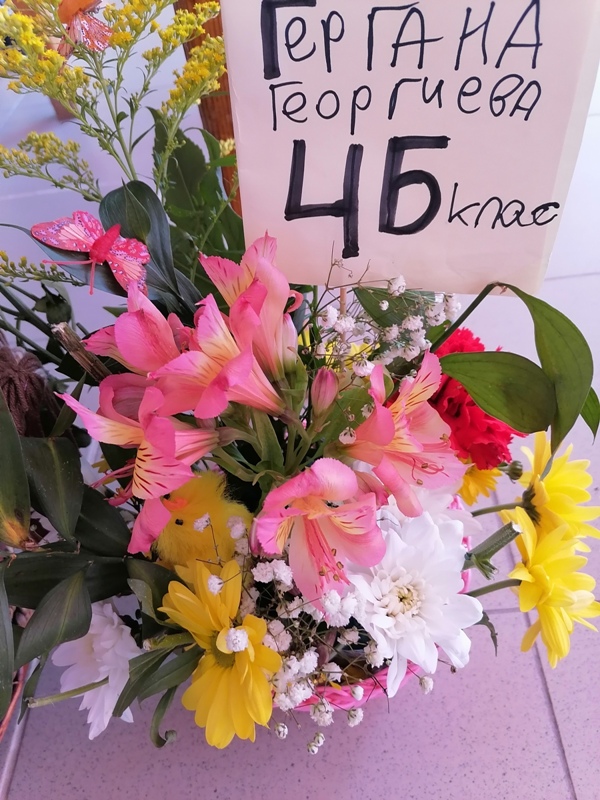 Гергана
Георгиева
4Б клас